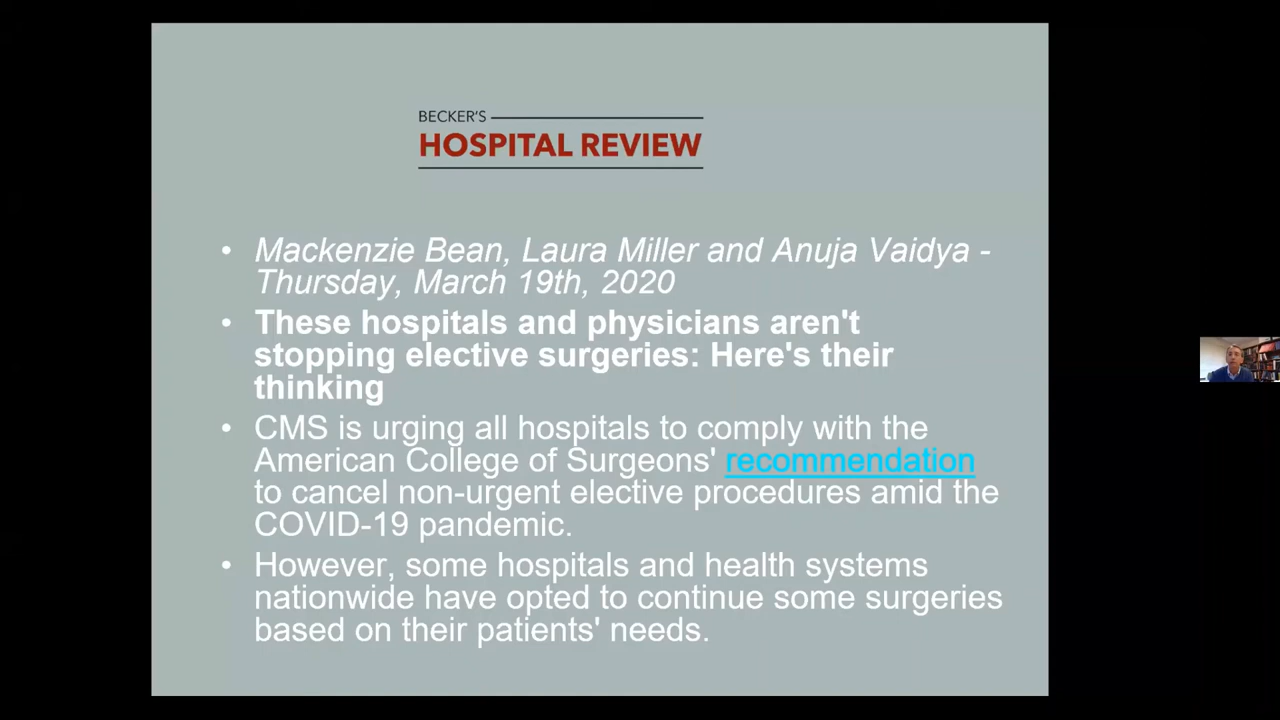 BECKER'S
HOSPITAL REVIEW
• Mackenzie Bean, Laura Miller and Anuja Vaidya -
Thursday, March 19th, 2020
• These hospitals and physicians aren't
stopping elective surgeries: Here's their
thinking
• CMS is urging all hospitals to comply with the
American College of Surgeons' recommendation
to cancel non-urgent elective procedures amid the
COVID-19 pandemic.
• However, some hospitals and health systems
nationwide have opted to continue some surgeries
based on their patients' needs.